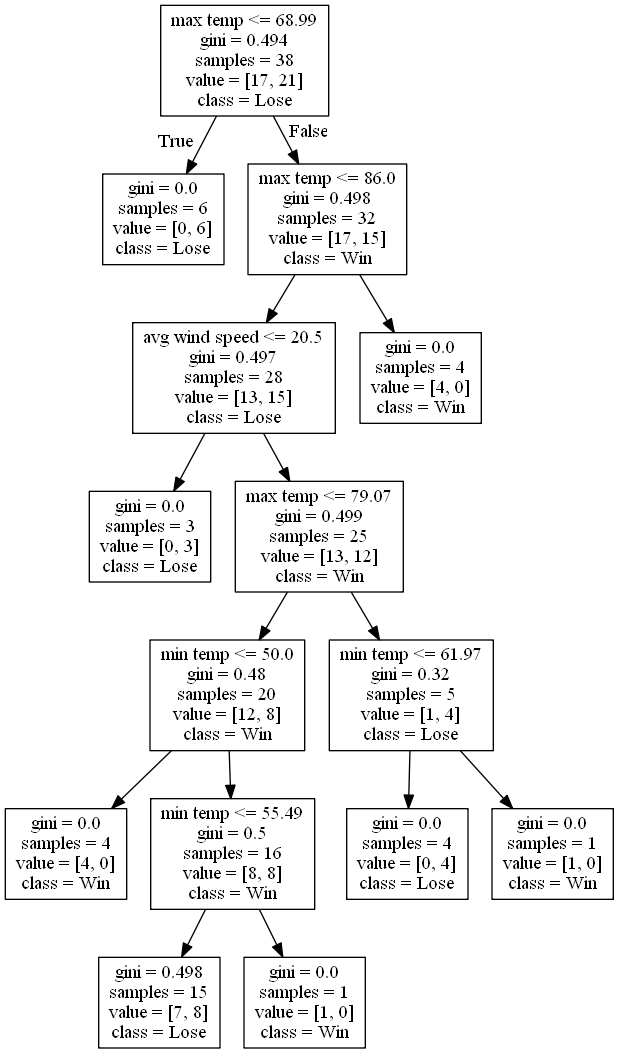 max temp <= 68.99
gini = 0.494
samples = 38
value = [17, 21]
class = Lose
True
False
gini = 0.0
samples = 6
value = [0, 6]
class = Lose
max temp <= 86.0
gini = 0.498
samples = 32
value = [17, 15]
class = Win
avg wind speed <= 20.5
gini = 0.497
samples = 28
value = [13, 15]
class = Lose
gini = 0.0
samples = 4
value = [4, 0]
class = Win
gini = 0.0
samples = 3
value = [0, 3]
class = Lose
max temp <= 79.07
gini = 0.499
samples = 25
value = [13, 12]
class = Win
min temp <= 50.0
gini = 0.48
samples = 20
value = [12, 8]
class = Win
min temp <= 61.97
gini = 0.32
samples = 5
value = [1, 4]
class = Lose
gini = 0.0
samples = 4
value = [4, 0]
class = Win
min temp <= 55.49
gini = 0.5
samples = 16
value = [8, 8]
class = Win
gini = 0.0
samples = 4
value = [0, 4]
class = Lose
gini = 0.0
samples = 1
value = [1, 0]
class = Win
gini = 0.498
samples = 15
value = [7, 8]
class = Lose
gini = 0.0
samples = 1
value = [1, 0]
class = Win